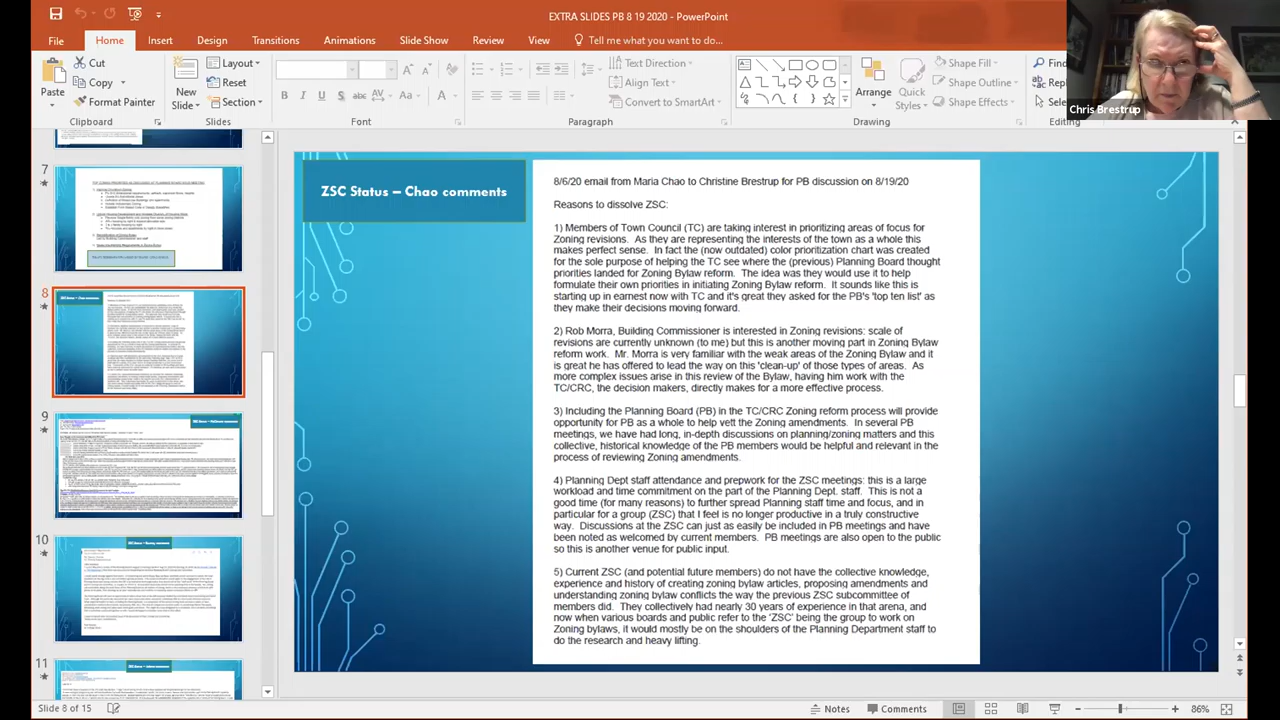 EXTRA SLIDES PB 8 19 2020 - PowerPoint
File Home Insert Design Transitions Animations Slide Show Review View Tell me what you want to do...
Paste
Cut
Copy
Format Painter
Clipboard
New
Slide
Layout
Reset
Section
Slides
B I U S abc AV Aa A
Font
Text Direction
Align Text
Convert to SmartArt
Paragraph
Arrange
Quick
Styles
Shape Fill
Shape Outline
Shape Effects
Drawing
Editing
Chris Brestrup
7
8
9
10
11
ZSC Status – Chao comments
email from Maria Chao to Christine Brestrup for PB Chair on 8/19/20
Reasons to dissolve ZSC:
1) Members of Town Council (TC) are taking interest in particular areas of focus for
Zoning revisions. As they are representing the interests of the town as a whole this
makes perfect sense. Initially, the (now outdated) color section chart was created
for the sole purpose of helping the TC see where the (previous) Planning Board thought
priorities landed for Zoning Bylaw reform. The idea was they would use it to help
formulate their own priorities in initiating Zoning Bylaw reform. It sounds like this is
ramping up in earnest now with TC and it's great they asked for the PB's "top ten list" as
they make their decisions moving forward.
2) Rob Morra, Building Commissioner is interested in Zoning revisions: scale of
revisions are currently unknown (to me) but this is another moving part in Zoning Bylaw
reform work. Mr. Morra is very familiar with the weak areas of the Zoning Bylaw and it
is great he has offered to lead the way on this 'clean-up' of those types of areas. As
more complex issues arise in this review of the Bylaw, having him work with the
TC/CRC, the decision makers, directly makes for a more effective process.
3) Including the Planning Board (PB) in the TC/CRC Zoning reform process will provide
opportunity for PB as a whole to help vett the Zoning amendments. In several PB
meetings, we have had long, in-depth discussions with planning matters and this
collective, historical knowledge of the PB members would be helpful and relevant in the
process of reviewing Zoning amendments.
4) Planning Dept staff attendance and prepwork for these ZSC meetings: this is a large
workload and commitment on the part of the already taxed staff. This is not a
good time (for many reasons) to further spread Planning staff time and focus, and in
particular for a group (ZSC) that I feel is no longer productive in a truly constructive
way. Discussions at the ZSC can just as easily be included in PB meetings and have
been noted as welcomed by current members. PB meetings are also open to the public
so this is another venue for public input.
5) Current ZSC (and potential future members) do not have the collective knowledge,
experience and history of creating zoning bylaw articles, proposing amendments and
understanding zoning bylaw conflicts the way the previous ZSC subcommittee of
members did. They collectively had nearly 30 years of experience in this arena, and
now when various boards and public refer to the 'ZSC' being the group to work on
Zoning bylaws, it would mostly be on the shoulders of the Planning Department staff to
do the research and heavy lifting.
Slide 8 of 15
Notes
Comments
86%